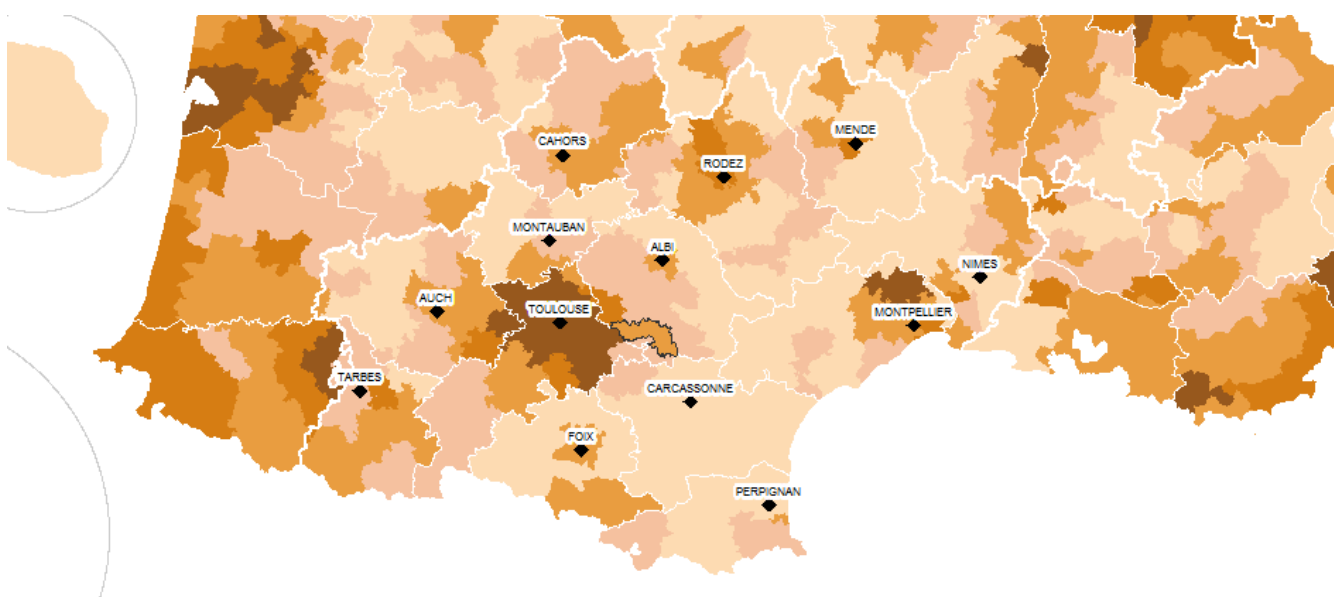 CAHORS
MENDE
RODEZ
MONTAUBAN
ALBI
NIMES
AUCH
TOULOUSE
MONTPELLIER
TARBES
CARCASSONNE
FOIX
PERPIGNAN